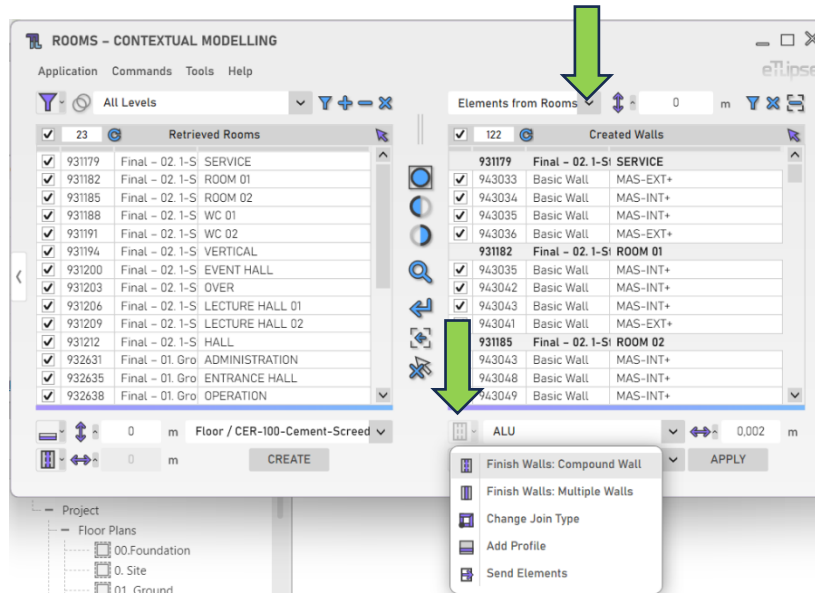 ROOMS – CONTEXTUAL MODELLING
Application Commands Tools Help
eTLipse
All Levels
Elements from Rooms
0 m
23 Retrieved Rooms
122 Created Walls
931179 Final – 02. 1-S SERVICE
931182 Final – 02. 1-S ROOM 01
931185 Final – 02. 1-S ROOM 02
931188 Final – 02. 1-S WC 01
931191 Final – 02. 1-S WC 02
931194 Final – 02. 1-S VERTICAL
931200 Final – 02. 1-S EVENT HALL
931203 Final – 02. 1-S OVER
931206 Final – 02. 1-S LECTURE HALL 01
931209 Final – 02. 1-S LECTURE HALL 02
931212 Final – 02. 1-S HALL
932631 Final – 01. Gro ADMINISTRATION
932635 Final – 01. Gro ENTRANCE HALL
932638 Final – 01. Gro OPERATION
931179 Final – 02. 1-St SERVICE
943033 Basic Wall MAS-EXT+
943034 Basic Wall MAS-INT+
943035 Basic Wall MAS-INT+
943036 Basic Wall MAS-EXT+
931182 Final – 02. 1-St ROOM 01
943035 Basic Wall MAS-INT+
943042 Basic Wall MAS-INT+
943043 Basic Wall MAS-INT+
943041 Basic Wall MAS-EXT+
931185 Final – 02. 1-St ROOM 02
943043 Basic Wall MAS-INT+
943048 Basic Wall MAS-INT+
943049 Basic Wall MAS-INT+
0 m Floor / CER-100-Cement-Screed
0 m CREATE
ALU 0,002 m
APPLY
Finish Walls: Compound Wall
Finish Walls: Multiple Walls
Change Join Type
Add Profile
Send Elements
Project
Floor Plans
00.Foundation
0. Site
01. Ground